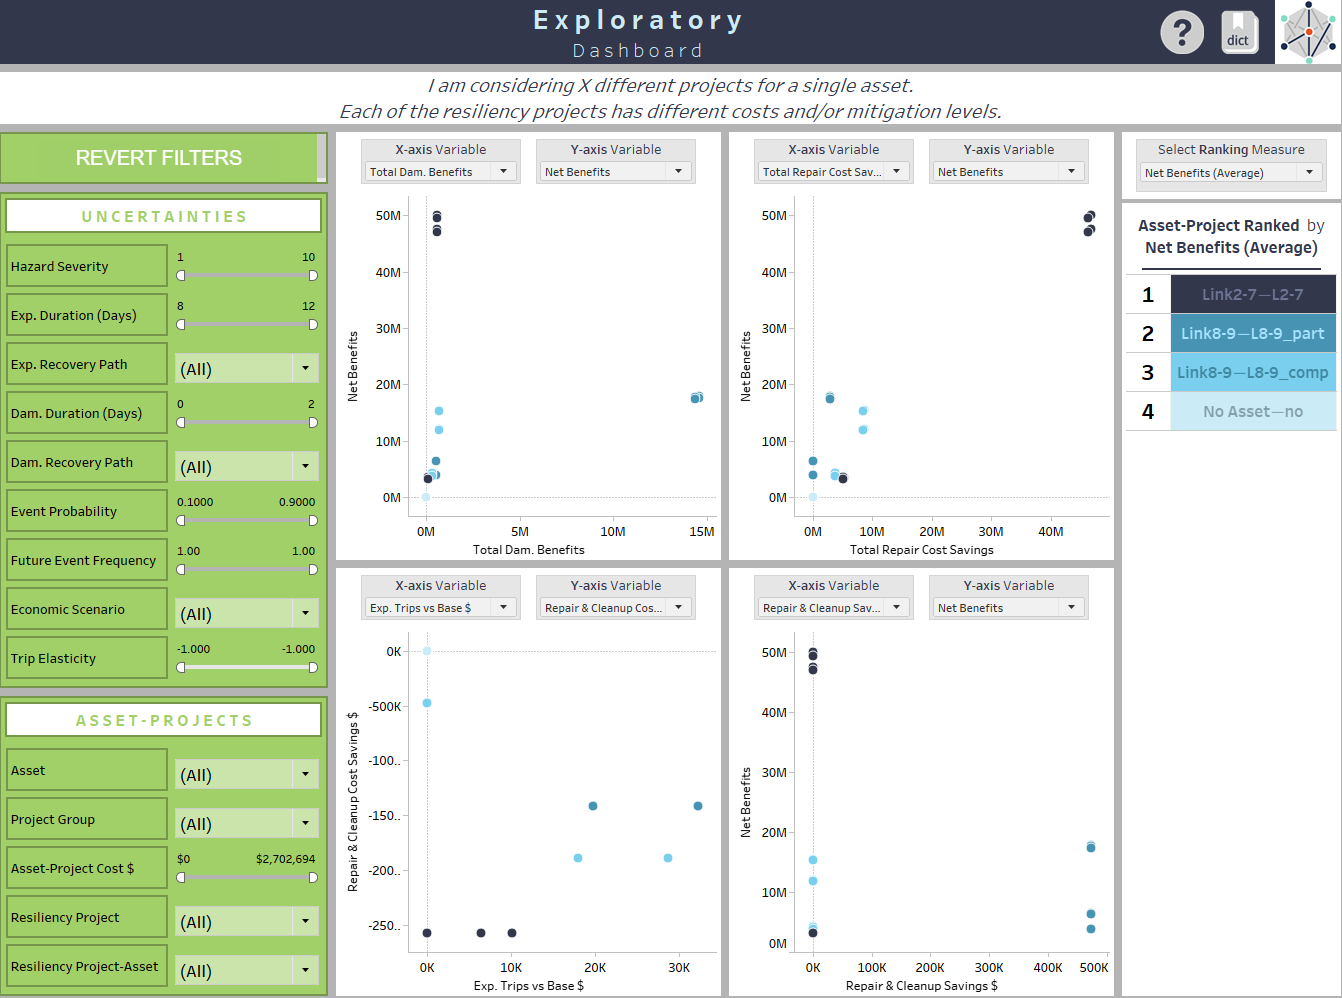 Exploratory
Dashboard
?
dict
I am considering X different projects for a single asset.
Each of the resiliency projects has different costs and/or mitigation levels.
REVERT FILTERS
UNCERTAINTIES
Hazard Severity
1 10
Exp. Duration (Days)
8 12
Exp. Recovery Path
(All)
Dam. Duration (Days)
0 2
Dam. Recovery Path
(All)
Event Probability
0.1000 0.9000
Future Event Frequency
1.00 1.00
Economic Scenario
(All)
Trip Elasticity
-1.000 -1.000
ASSET-PROJECTS
Asset
(All)
Project Group
(All)
Asset-Project Cost $
$0 $2,702,694
Resiliency Project
(All)
Resiliency Project-Asset
(All)
X-axis Variable
Total Dam. Benefits
Y-axis Variable
Net Benefits
50M
40M
30M
20M
10M
0M
Net Benefits
0M 5M 10M 15M
Total Dam. Benefits
X-axis Variable
Total Repair Cost Sav...
Y-axis Variable
Net Benefits
50M
40M
30M
20M
10M
0M
Net Benefits
0M 10M 20M 30M 40M
Total Repair Cost Savings
X-axis Variable
Exp. Trips vs Base $
Y-axis Variable
Repair & Cleanup Cos...
0K
-500K
-100..
-150..
-200..
-250..
Repair & Cleanup Cost Savings $
0K 10K 20K 30K
Exp. Trips vs Base $
X-axis Variable
Repair & Cleanup Sav...
Y-axis Variable
Net Benefits
50M
40M
30M
20M
10M
0M
Net Benefits
0K 100K 200K 300K 400K 500K
Repair & Cleanup Savings $
Select Ranking Measure
Net Benefits (Average)
Asset-Project Ranked by
Net Benefits (Average)
1 Link2-7—L2-7
2 Link8-9—L8-9_part
3 Link8-9—L8-9_comp
4 No Asset—no